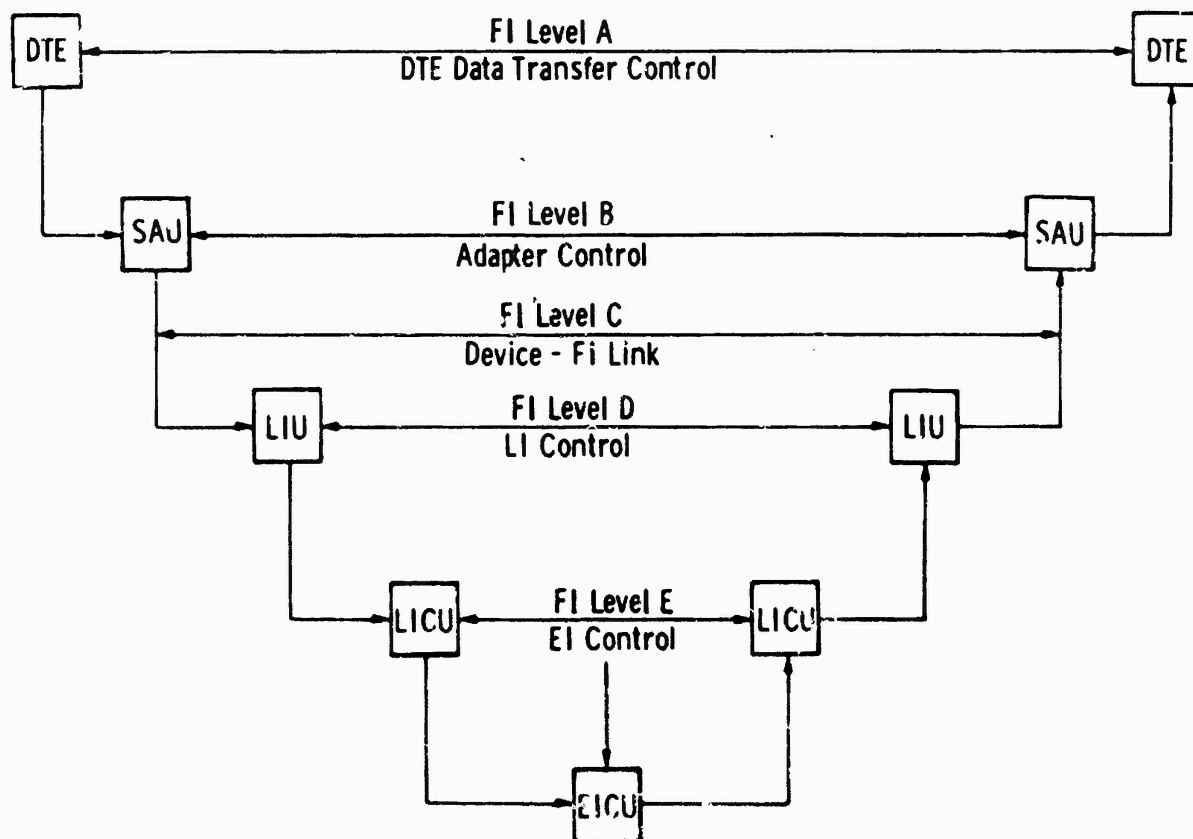 FI Level A
DTE
DTE
DTE Data Transfer Control
FI Level B
SAU
SAU
Adapter Control
FI Level C
Device - Fi Link
FI Level D
LIU
LIU
LI Control
FI Level E
LICU
LICU
EI Control
EICU